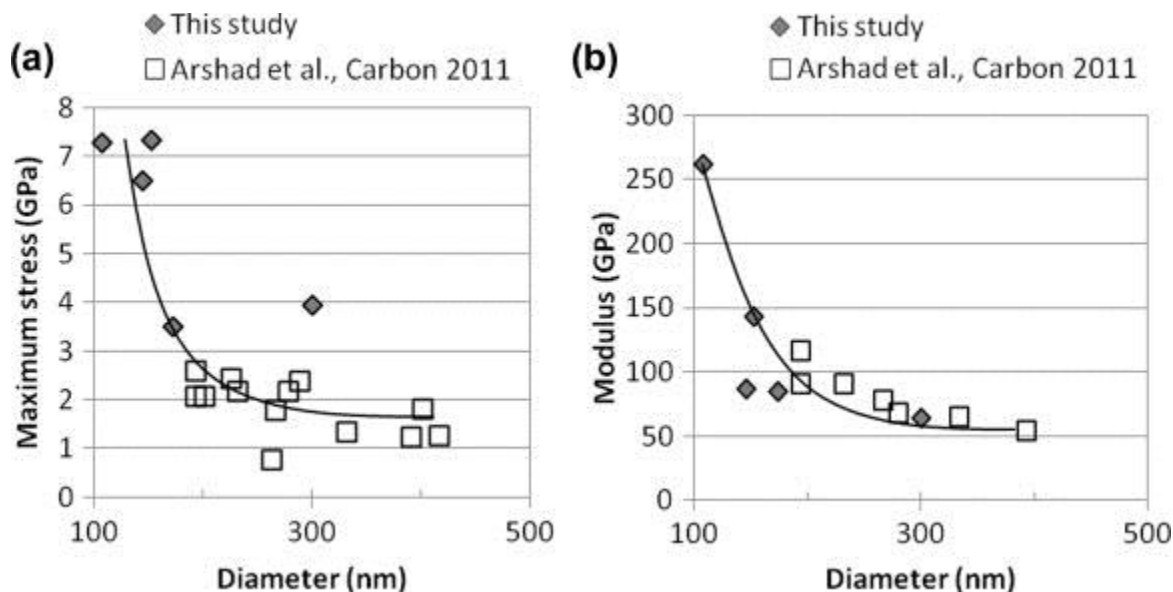 (a)
This study
Arshad et al., Carbon 2011
Maximum stress (GPa)
8
7
6
5
4
3
2
1
0
100
300
500
Diameter (nm)
(b)
This study
Arshad et al., Carbon 2011
Modulus (GPa)
300
250
200
150
100
50
0
100
300
500
Diameter (nm)